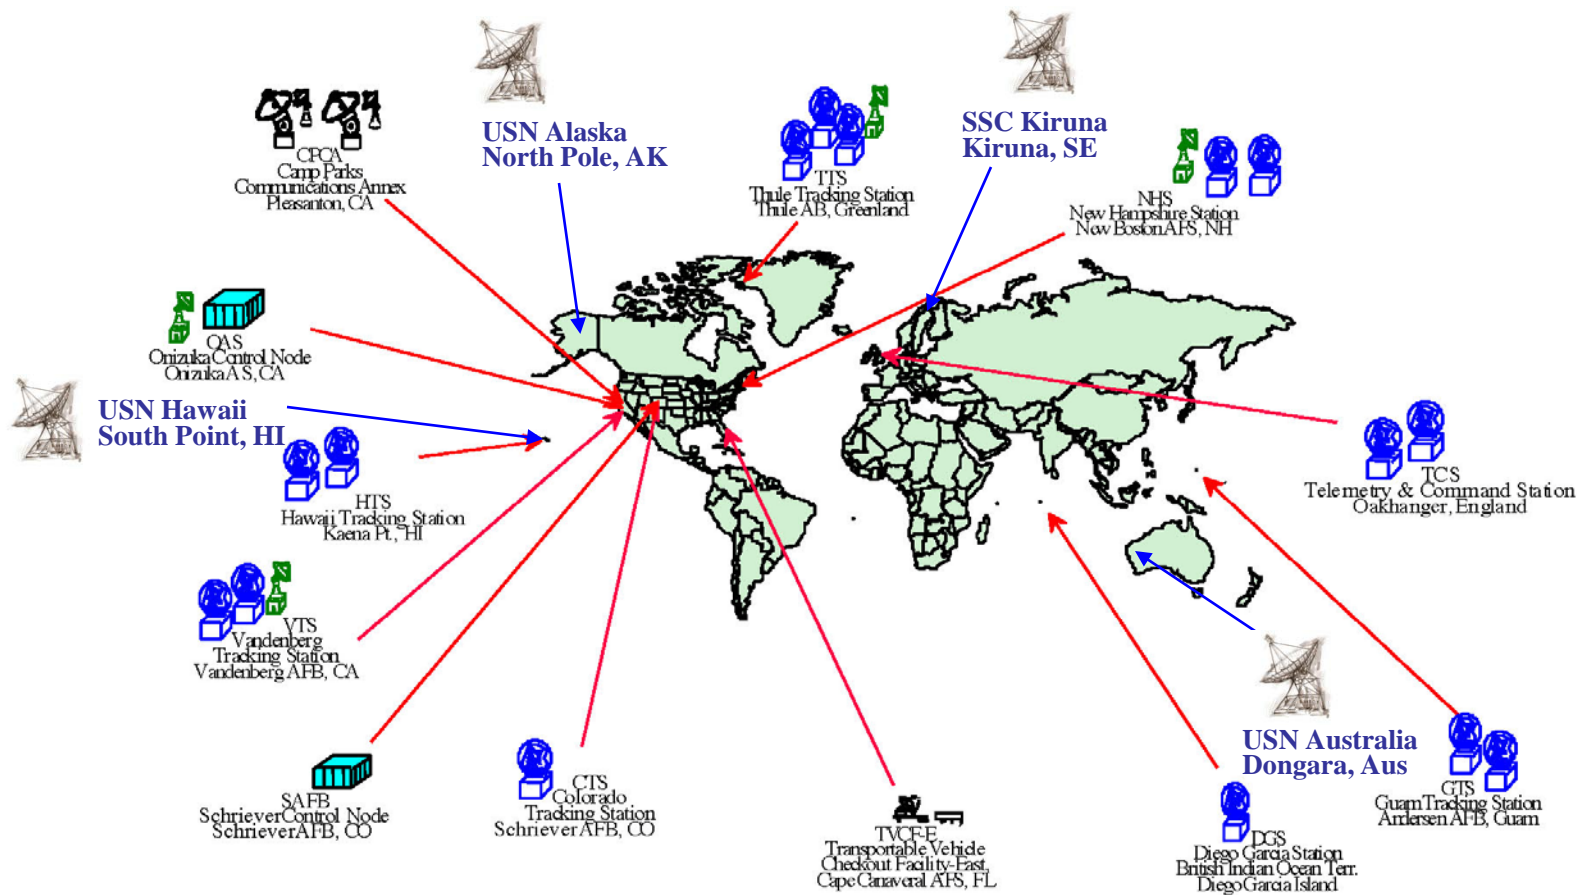 USN Alaska
North Pole, AK
SSC Kiruna
Kiruna, SE
CPCA
Camp Parks
Communications Annex
Pleasanton, CA
TTS
Thule Tracking Station
Thule AB, Greenland
NHS
New Hampshire Station
New Boston AFS, NH
OAS
Onizuka Control Node
Onizuka A S, CA
USN Hawaii
South Point, HI
HTS
Hawaii Tracking Station
Kaena Pt., HI
TCS
Telemetry & Command Station
Oakhanger, England
VTS
Vandenberg
Tracking Station
Vandenberg AFB, CA
USN Australia
Dongara, Aus
SAFB
Schriever Control Node
Schriever AFB, CO
CTS
Colorado
Tracking Station
Schriever AFB, CO
TVCF-E
Transportable Vehicle
Checkout Facility-East,
Cape Canaveral AFS, FL
DGS
Diego Garcia Station
British Indian Ocean Terr.
Diego Garcia Island
GTS
Guam Tracking Station
Andersen AFB, Guam